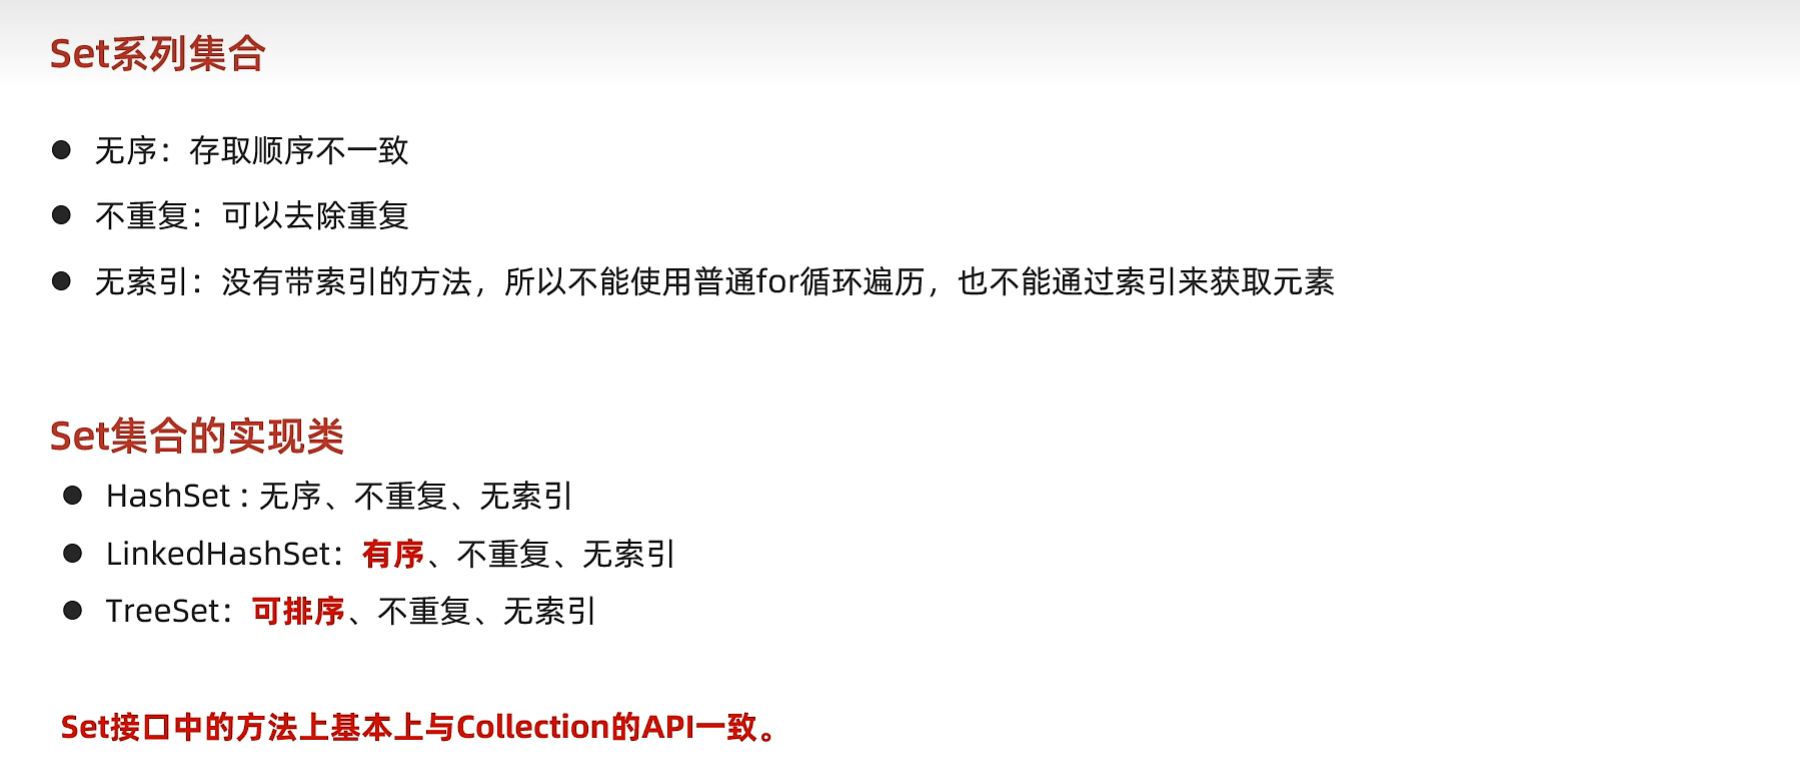 Set系列集合
● 无序：存取顺序不一致
● 不重复：可以去除重复
● 无索引：没有带索引的方法，所以不能使用普通for循环遍历，也不能通过索引来获取元素
Set集合的实现类
● HashSet : 无序、不重复、无索引
● LinkedHashSet：有序、不重复、无索引
● TreeSet：可排序、不重复、无索引
Set接口中的方法上基本上与Collection的API一致。